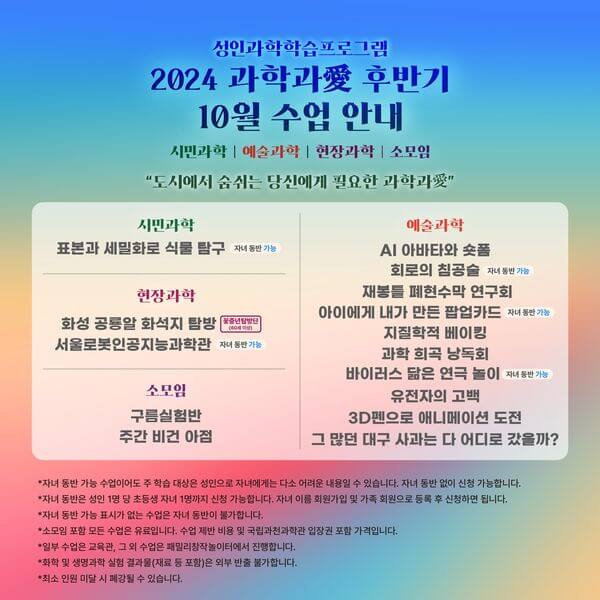 성인과학학습프로그램
2024 과학과愛 후반기
10월 수업 안내
시민과학 | 예술과학 | 현장과학 | 소모임
“도시에서 숨쉬는 당신에게 필요한 과학과愛”
시민과학
표본과 세밀화로 식물 탐구 자녀 동반 가능
현장과학
화성 공룡알 화석지 탐방 꽃중년탐방단 (60세 이상)
서울로봇인공지능과학관 자녀 동반 가능
소모임
구름실험반
주간 비건 아점
예술과학
AI 아바타와 숏폼
회로의 침공술 자녀 동반 가능
재봉틀 폐현수막 연구회
아이에게 내가 만든 팝업카드 자녀 동반 가능
지질학적 베이킹
과학 희곡 낭독회
바이러스 닮은 연극 놀이 자녀 동반 가능
유전자의 고백
3D펜으로 애니메이션 도전
그 많던 대구 사과는 다 어디로 갔을까?
*자녀 동반 가능 수업이어도 주 학습 대상은 성인으로 자녀에게는 다소 어려운 내용일 수 있습니다. 자녀 동반 없이 신청 가능합니다.
*자녀 동반은 성인 1명 당 초등생 자녀 1명까지 신청 가능합니다. 자녀 이름 회원가입 및 가족 회원으로 등록 후 신청하면 됩니다.
*자녀 동반 가능 표시가 없는 수업은 자녀 동반이 불가합니다.
*소모임 포함 모든 수업은 유료입니다. 수업 제반 비용 및 국립과천과학관 입장권 포함 가격입니다.
*일부 수업은 교육관, 그 외 수업은 패밀리창작놀이터에서 진행합니다.
*화학 및 생명과학 실험 결과물(재료 등 포함)은 외부 반출 불가합니다.
*최소 인원 미달 시 폐강될 수 있습니다.